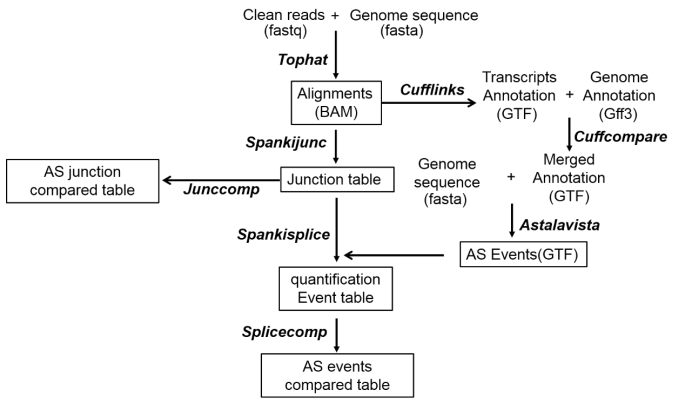 Clean reads + Genome sequence
(fastq) (fasta)
Tophat
Alignments
(BAM)
Cufflinks
Transcripts
Annotation
(GTF)
+
Genome
Annotation
(Gff3)
Cuffcompare
Spankijunc
AS junction
compared table
Junccomp
Junction table
Genome
sequence
(fasta)
+
Merged
Annotation
(GTF)
Astalavista
Spankisplice
AS Events(GTF)
quantification
Event table
Splicecomp
AS events
compared table